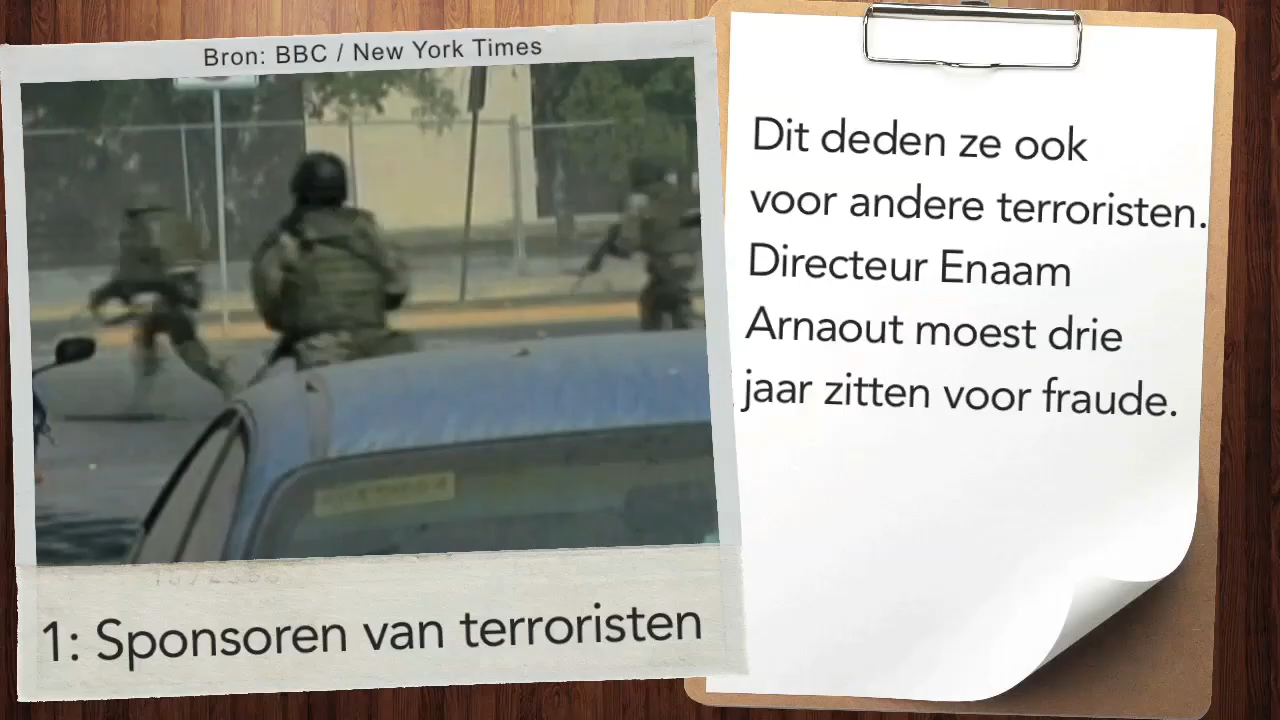 Bron: BBC / New York Times
1: Sponsoren van terroristen
Dit deden ze ook
voor andere terroristen.
Directeur Enaam
Arnaout moest drie
jaar zitten voor fraude.